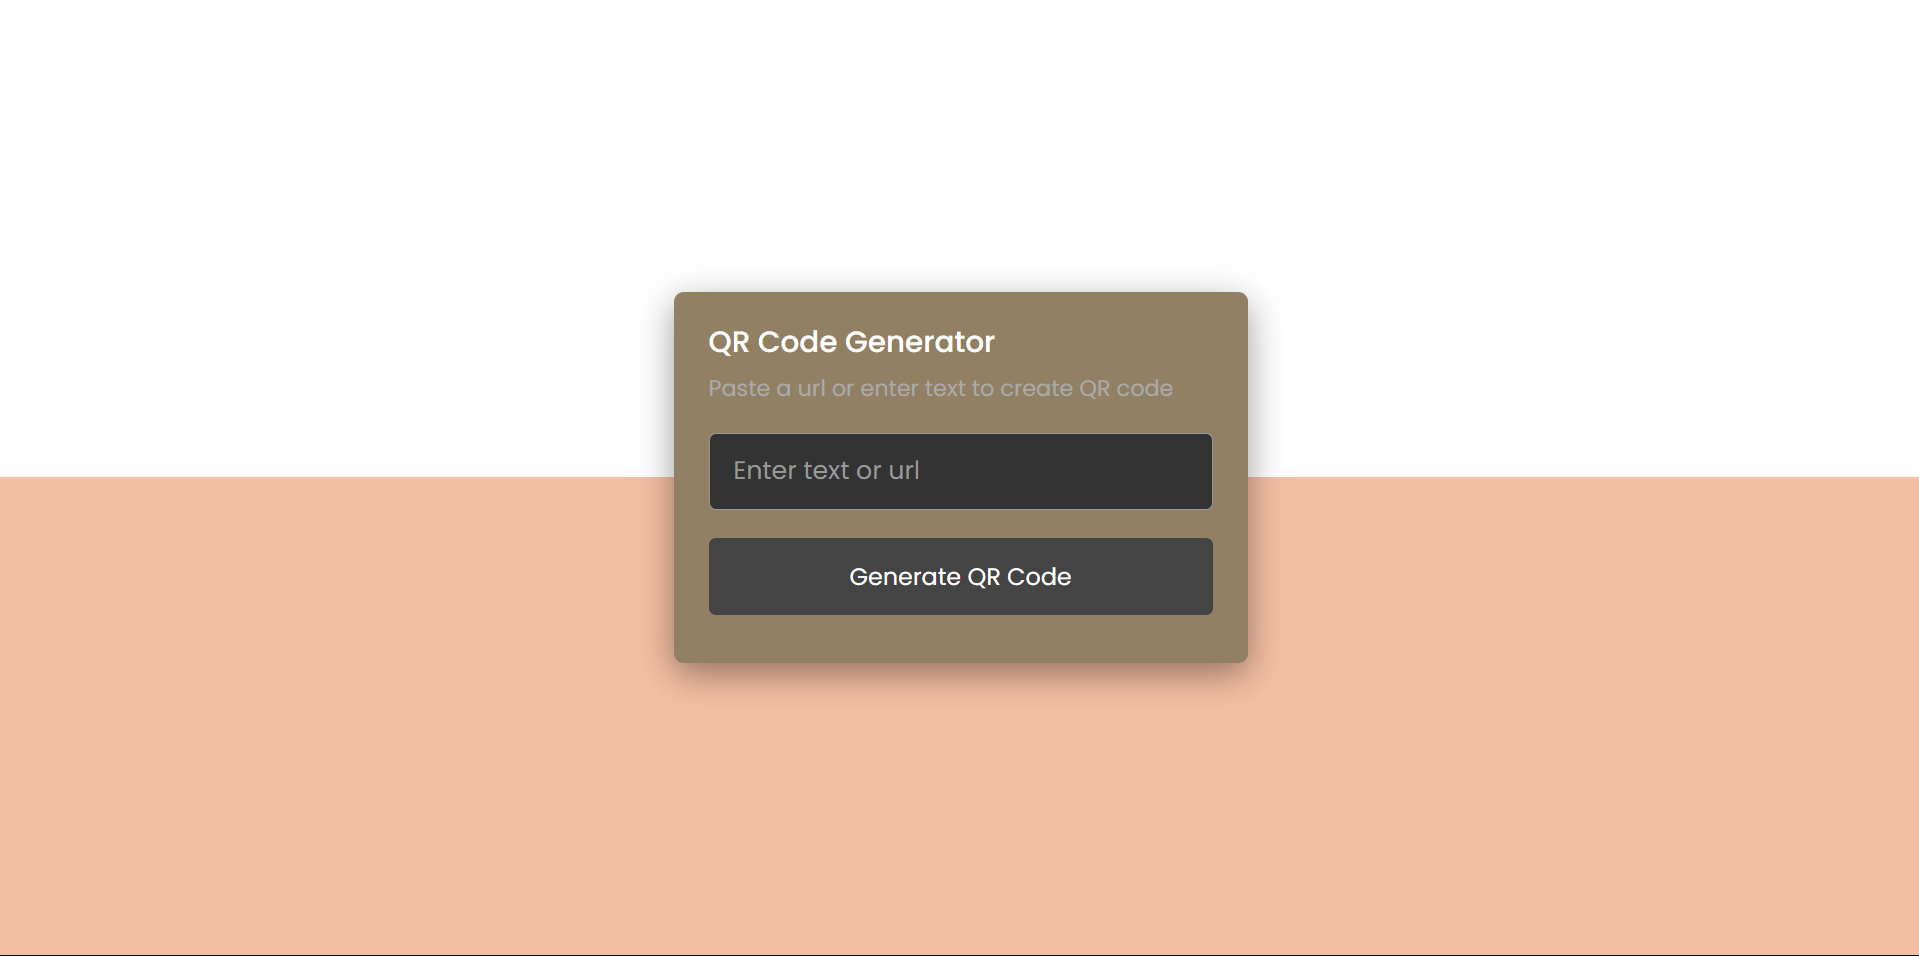 QR Code Generator
Paste a url or enter text to create QR code
Enter text or url
Generate QR Code